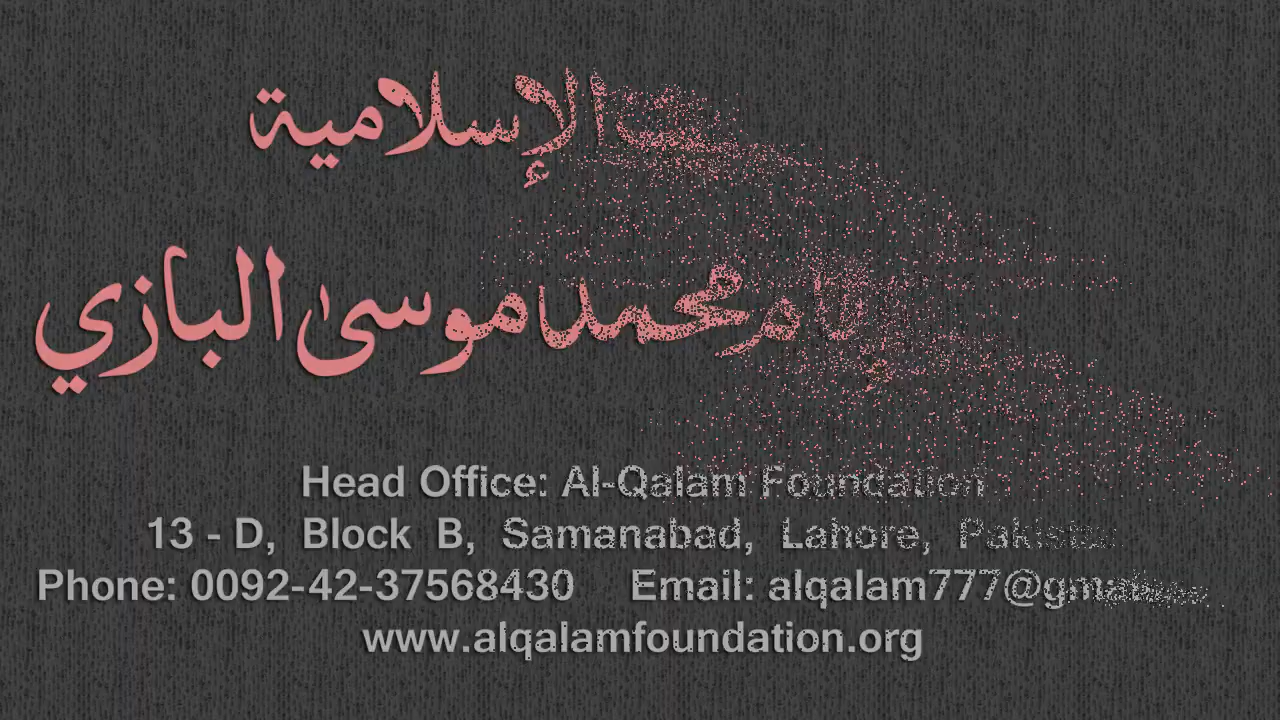 الإسلامية
محمد موسىٰ البازي
Head Office: Al-Qalam Foundation
13 - D, Block B, Samanabad, Lahore,
Phone: 0092-42-37568430 Email:
www.alqalamfoundation.org